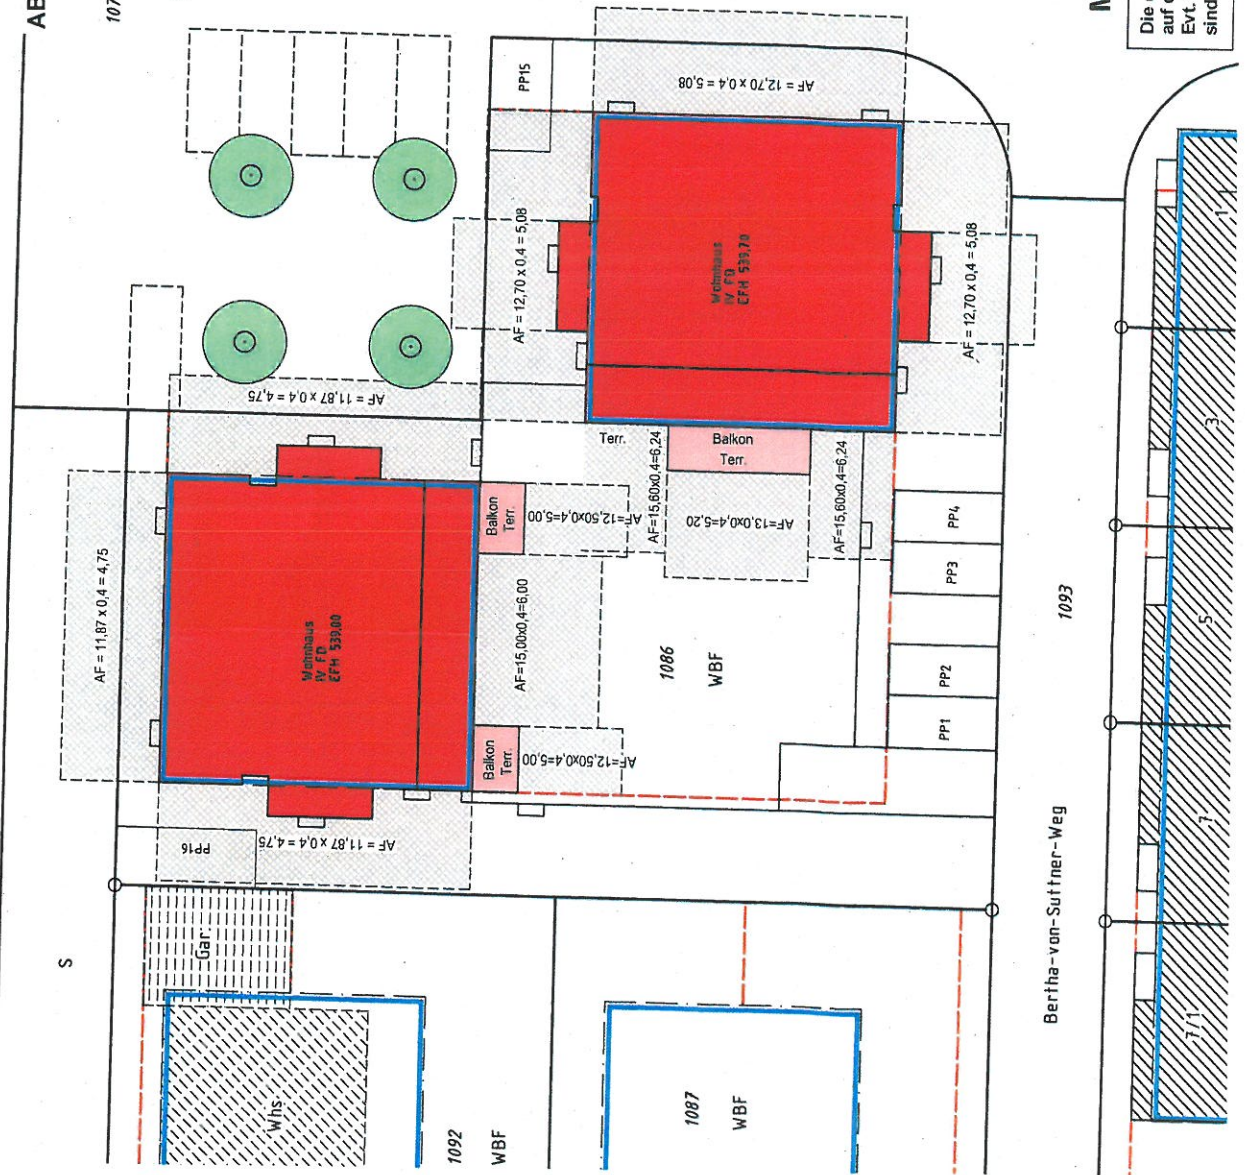 AB
107
PP15
AF = 12,70 x 0,4 = 5,08
AF = 12,70 x 0,4 = 5,08
Wohnhaus
IV FD
EFH 539,70
AF = 12,70 x 0,4 = 5,08
AF = 11,87 x 0,4 = 4,75
AF = 11,87 x 0,4 = 4,75
Wohnhaus
IV FD
EFH 539,00
AF = 11,87 x 0,4 = 4,75
PP16
Balkon
Terr.
AF=12,50x0,4=5,00
AF=15,00x0,4=6,00
Balkon
Terr.
AF=12,50x0,4=5,00
Terr.
AF=15,60x0,4=6,24
Balkon
Terr.
AF=13,0x0,4=5,20
AF=15,60x0,4=6,24
1086
WBF
PP4
PP3
PP2
PP1
1093
Bertha-von-Suttner-Weg
S
Gar.
Whs
1092
WBF
1087
WBF
1
3
5
7
7/1
M
Die
auf
Evt.
sind